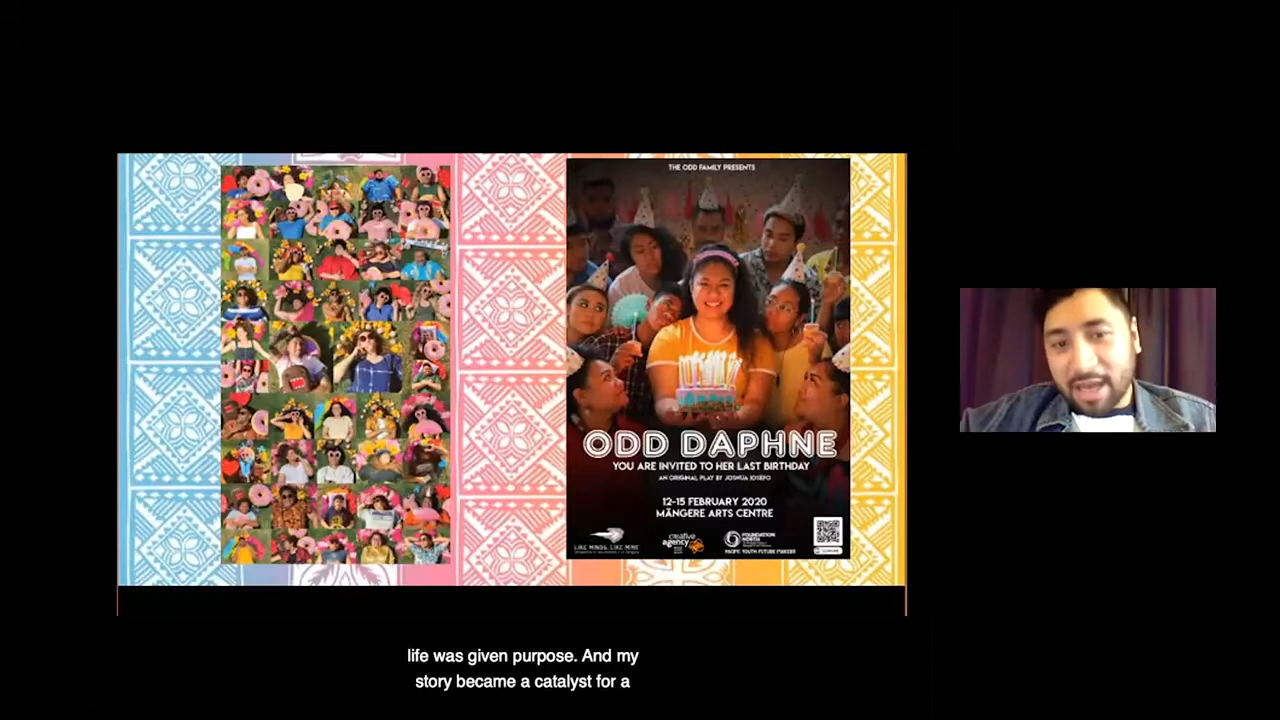 THE ODD FAMILY PRESENTS
ODD DAPHNE
YOU ARE INVITED TO HER LAST BIRTHDAY
AN ORIGINAL PLAY BY JOSHUA IOSEFO
12-15 FEBRUARY 2020
MĀNGERE ARTS CENTRE
LIKE MINDS, LIKE MINE
creative
agency
FOUNDATION
NORTH
PACIFIC YOUTH FUTURE MAKERS
life was given purpose. And my
story became a catalyst for a